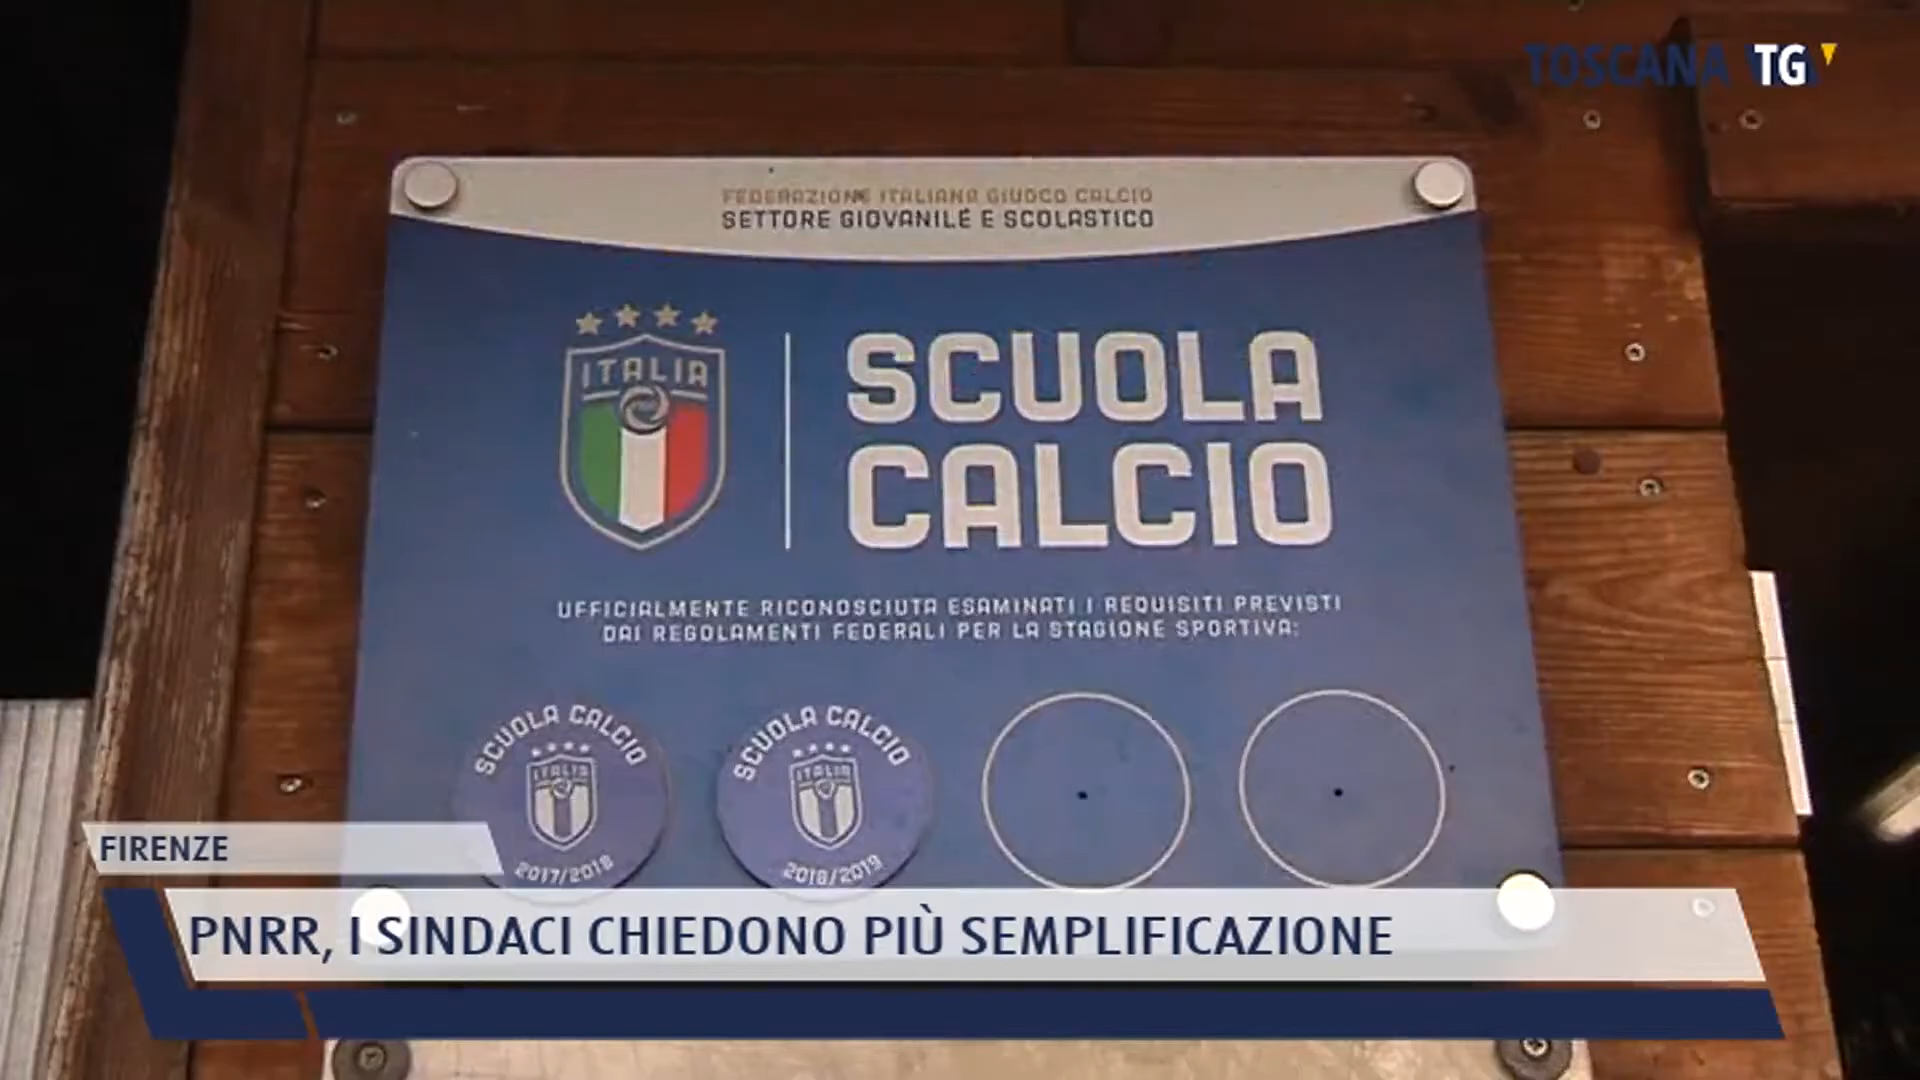 TOSCANA TG
FEDERAZIONE ITALIANA GIUOCO CALCIO
SETTORE GIOVANILE E SCOLASTICO
ITALIA
SCUOLA
CALCIO
UFFICIALMENTE RICONOSCIUTA ESAMINATI I REQUISITI PREVISTI
DAI REGOLAMENTI FEDERALI PER LA STAGIONE SPORTIVA:
SCUOLA CALCIO
ITALIA
2017/2018
SCUOLA CALCIO
ITALIA
2018/2019
FIRENZE
PNRR, I SINDACI CHIEDONO PIÙ SEMPLIFICAZIONE